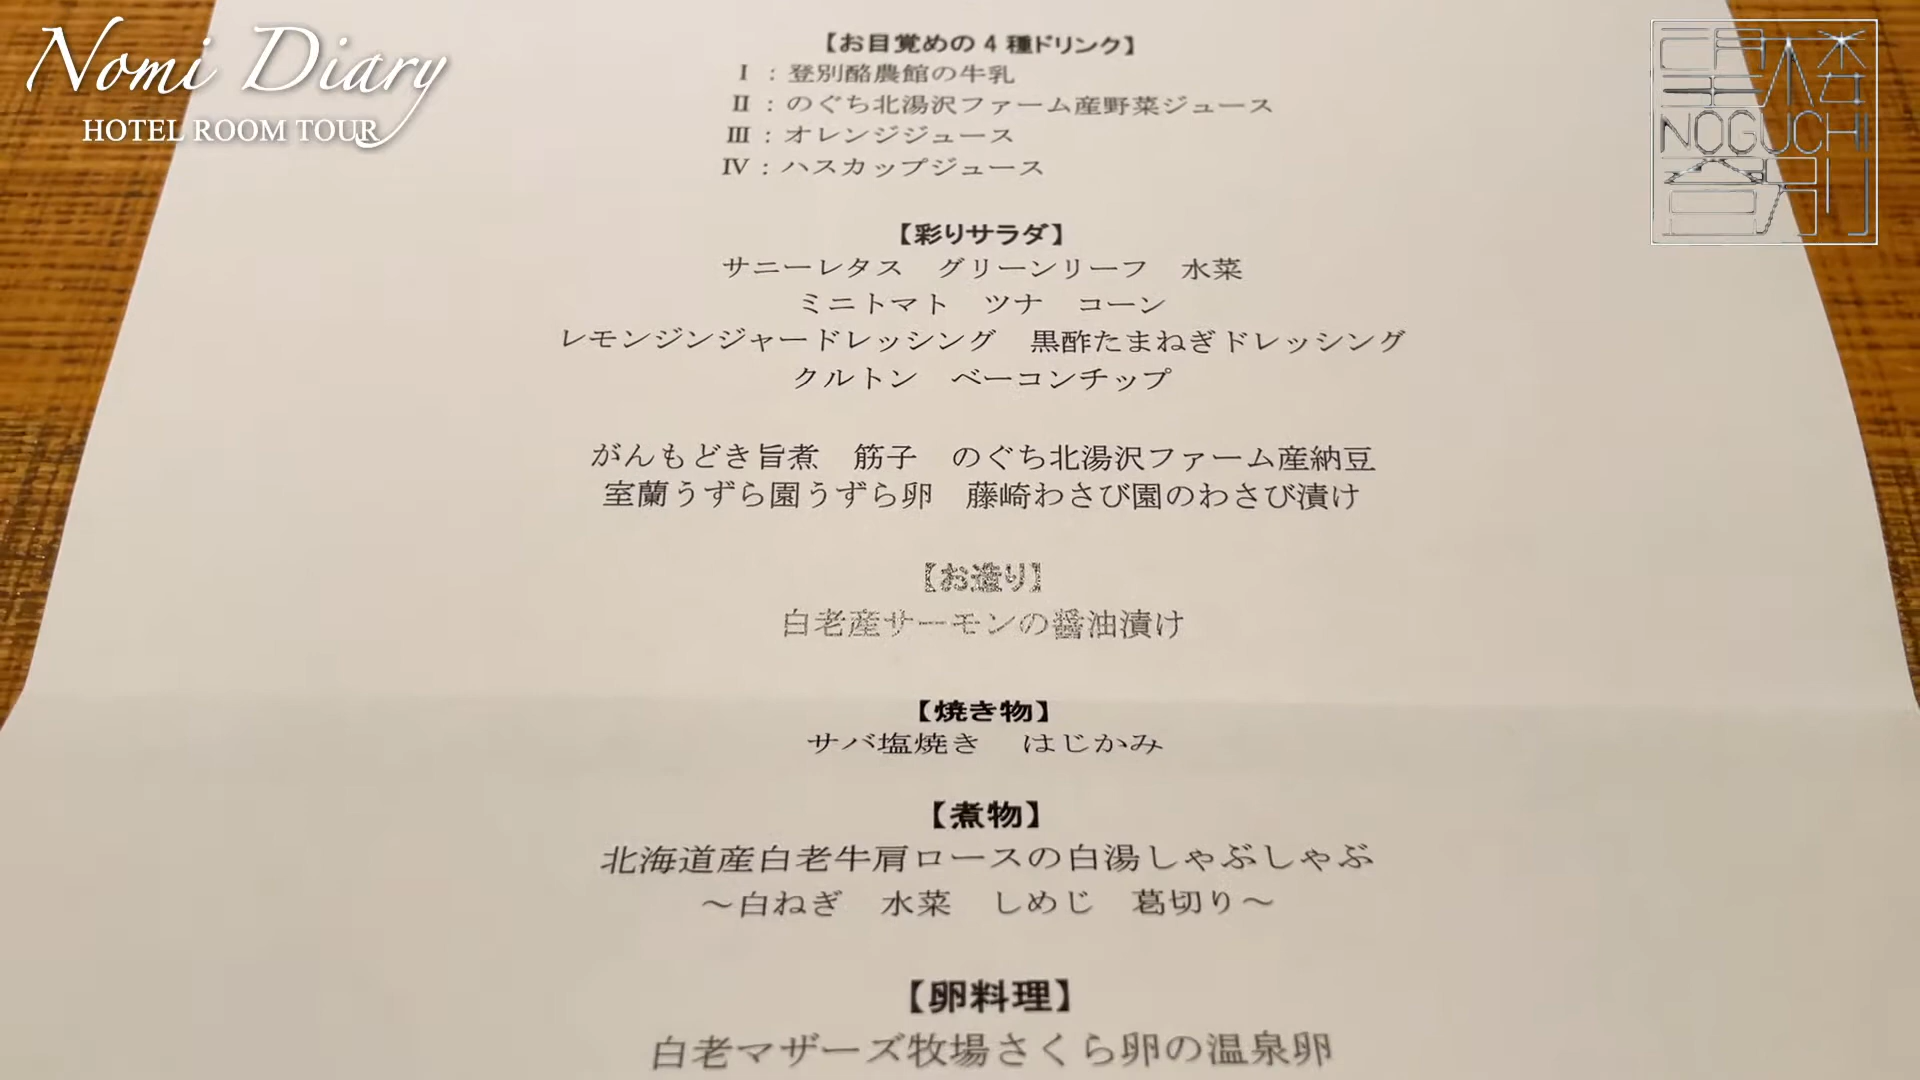 Nomi Diary
HOTEL ROOM TOUR
NOGUCHI
登別
【お目覚めの4種ドリンク】
Ⅰ：登別酪農館の牛乳
Ⅱ：のぐち北湯沢ファーム産野菜ジュース
Ⅲ：オレンジジュース
Ⅳ：ハスカップジュース
【彩りサラダ】
サニーレタス　グリーンリーフ　水菜
ミニトマト　ツナ　コーン
レモンジンジャードレッシング　黒酢たまねぎドレッシング
クルトン　ベーコンチップ
がんもどき旨煮　筋子　のぐち北湯沢ファーム産納豆
室蘭うずら園うずら卵　藤崎わさび園のわさび漬け
【お造り】
白老産サーモンの醤油漬け
【焼き物】
サバ塩焼き　はじかみ
【煮物】
北海道産白老牛肩ロースの白湯しゃぶしゃぶ
～白ねぎ　水菜　しめじ　葛切り～
【卵料理】
白老マザーズ牧場さくら卵の温泉卵